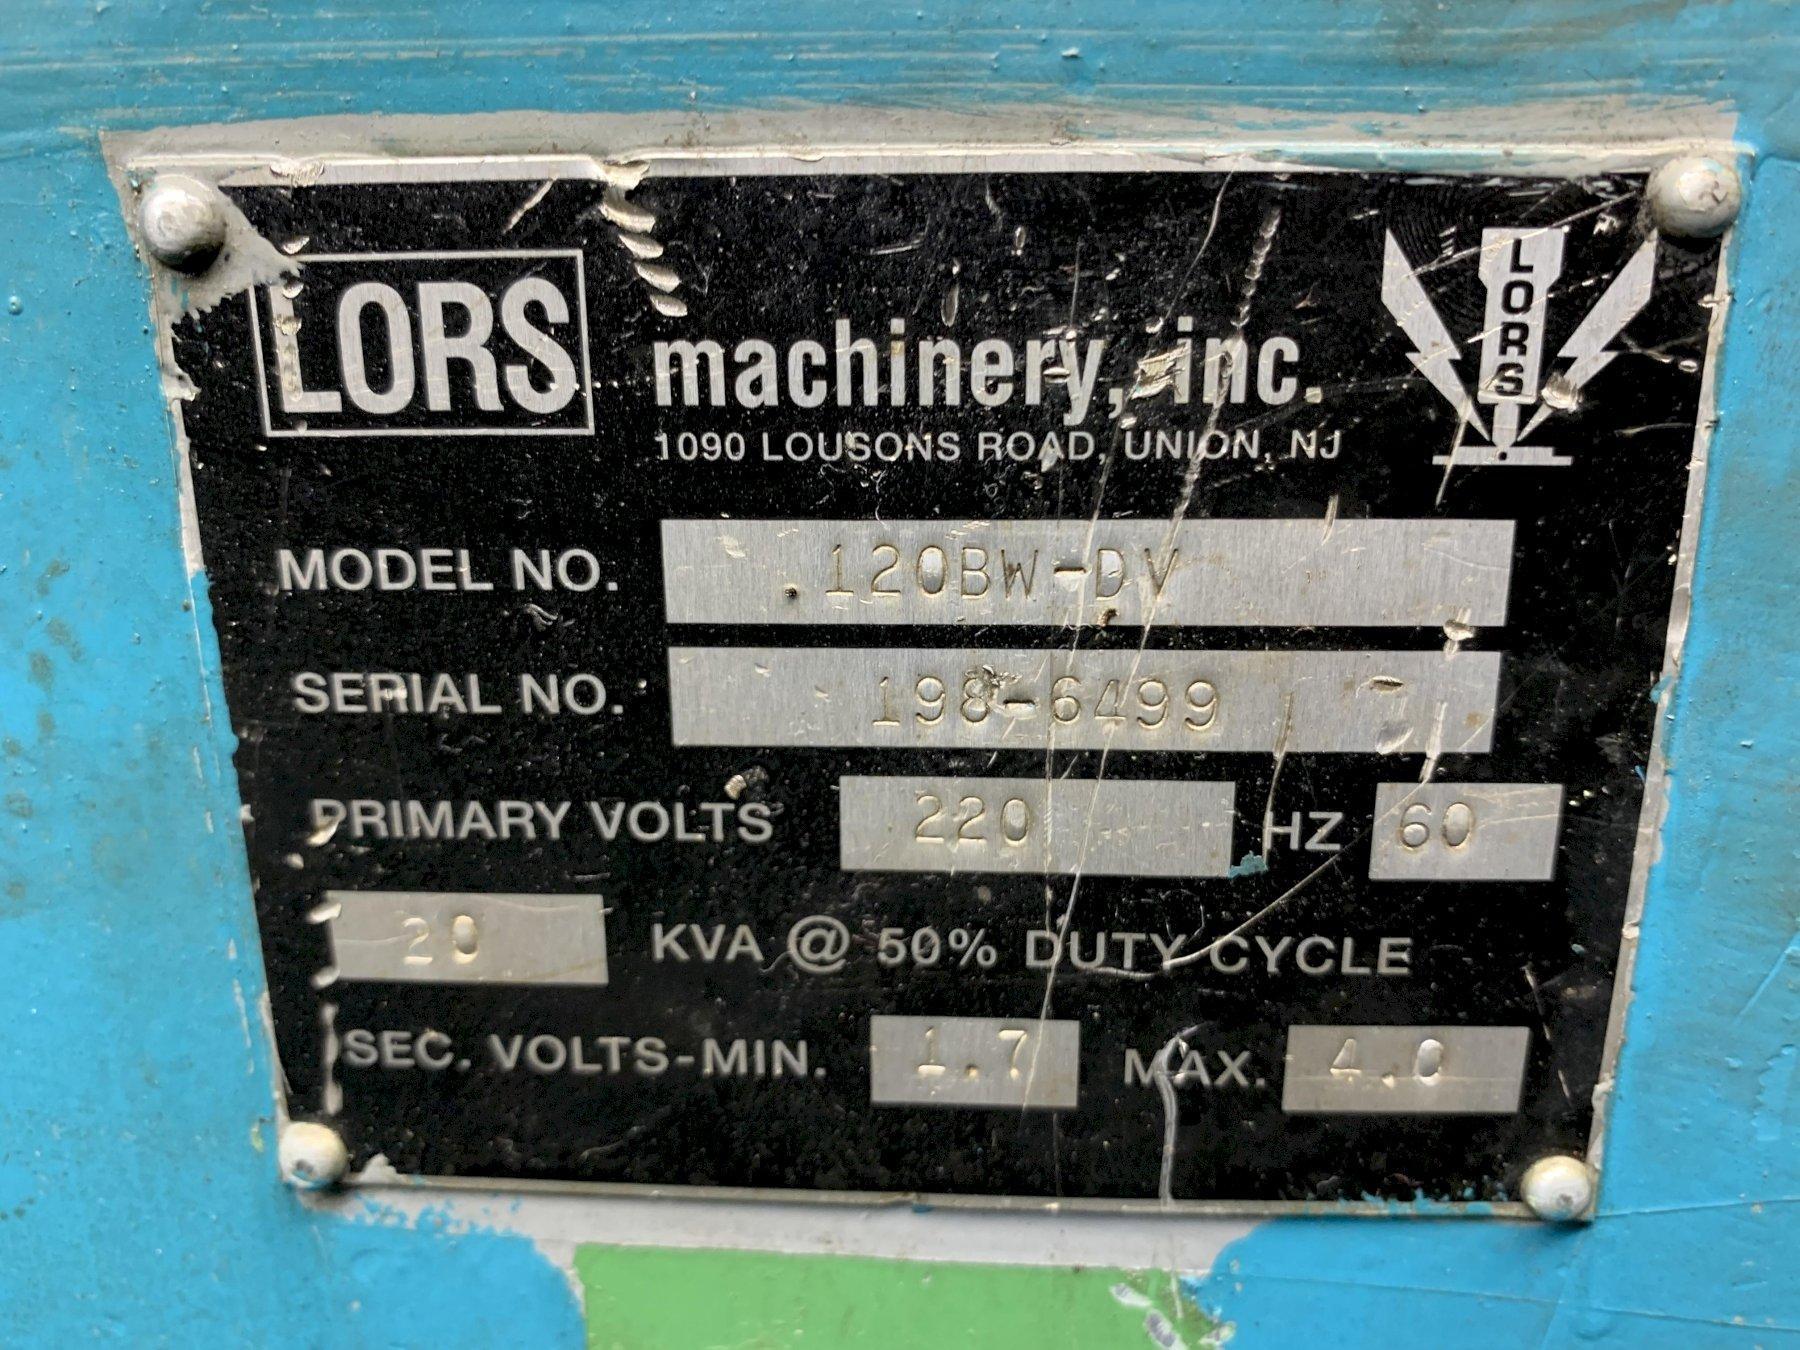 LORS machinery, inc.
1090 LOUSONS ROAD, UNION, NJ
LORS
MODEL NO. 120BW-DV
SERIAL NO. 198-6499
PRIMARY VOLTS 220 HZ 60
20 KVA @ 50% DUTY CYCLE
SEC. VOLTS-MIN. 1.7 MAX. 4.0